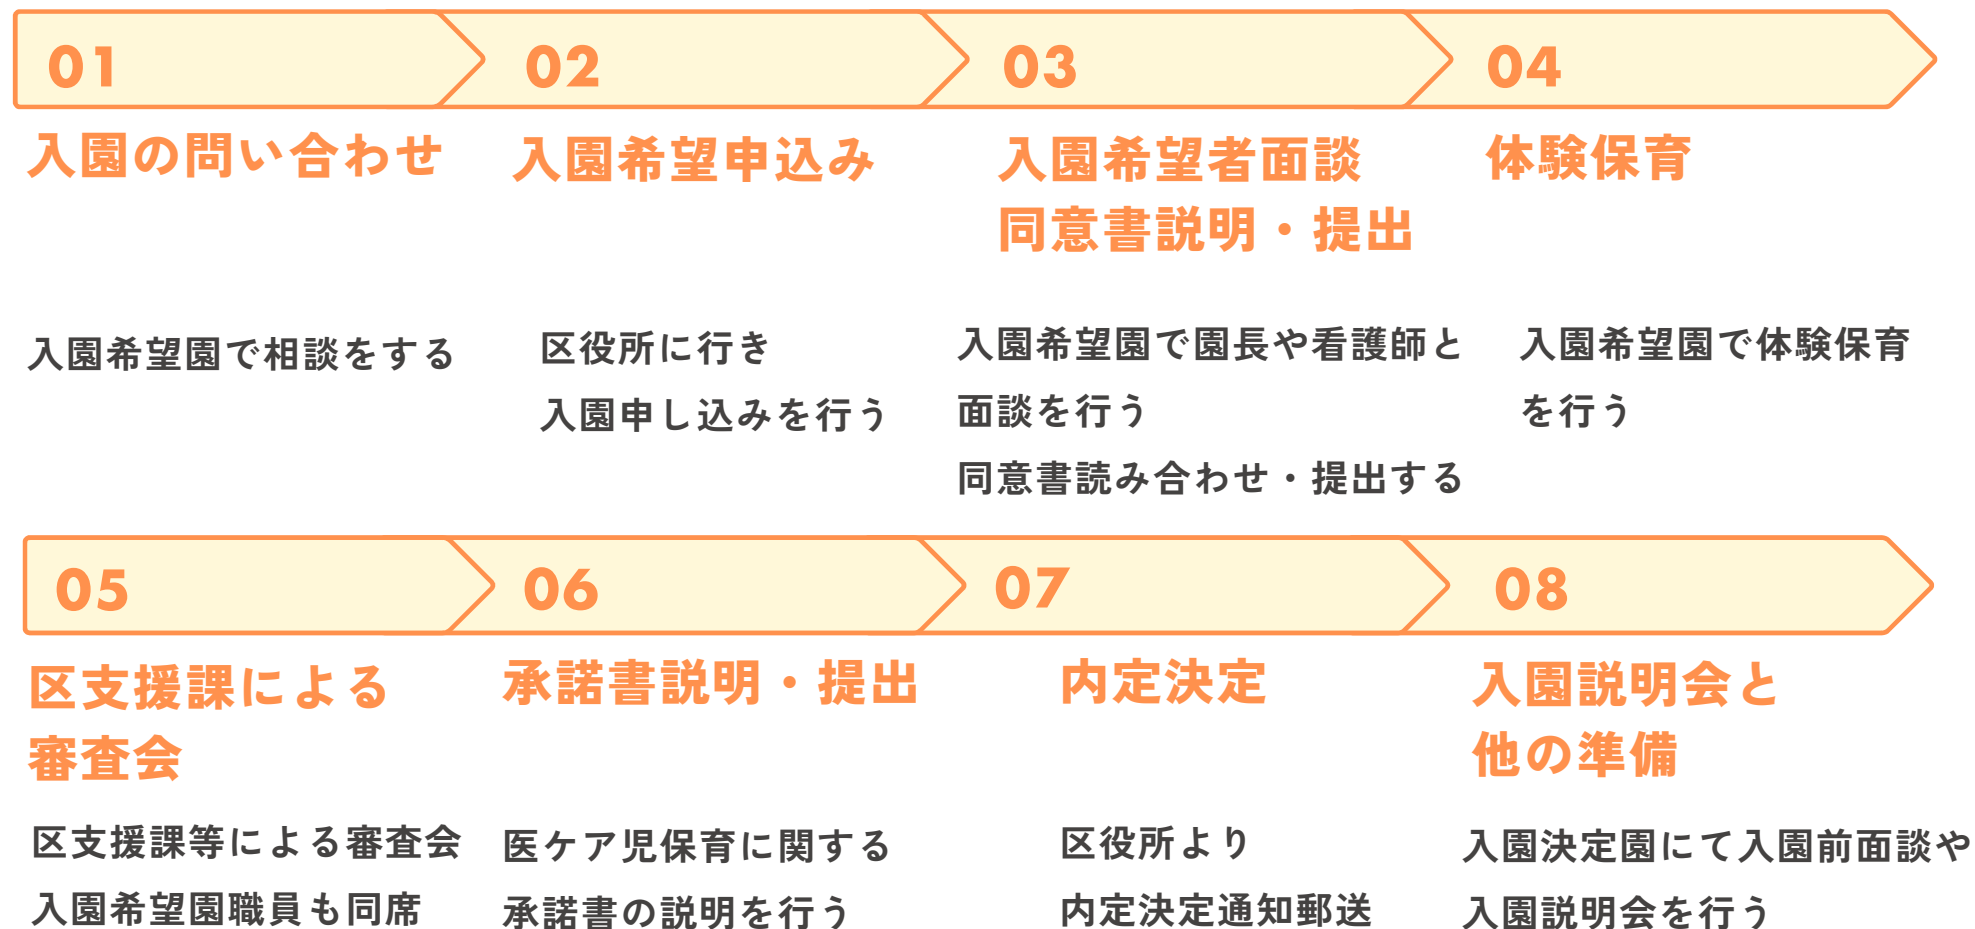 01
入園の問い合わせ
入園希望園で相談をする
02
入園希望申込み
区役所に行き
入園申し込みを行う
03
入園希望者面談
同意書説明・提出
入園希望園で園長や看護師と
面談を行う
同意書読み合わせ・提出する
04
体験保育
入園希望園で体験保育
を行う
05
区支援課による
審査会
区支援課等による審査会
入園希望園職員も同席
06
承諾書説明・提出
医ケア児保育に関する
承諾書の説明を行う
07
内定決定
区役所より
内定決定通知郵送
08
入園説明会と
他の準備
入園決定園にて入園前面談や
入園説明会を行う